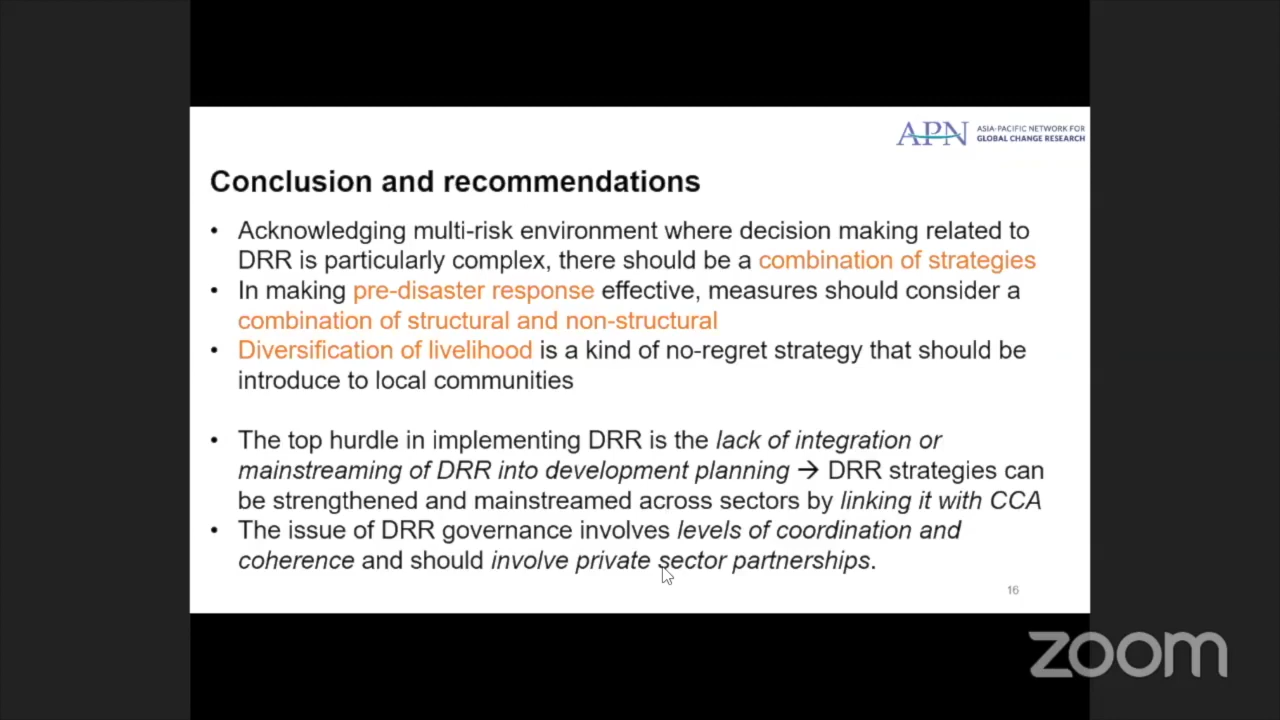 APN ASIA-PACIFIC NETWORK FOR
GLOBAL CHANGE RESEARCH
Conclusion and recommendations
• Acknowledging multi-risk environment where decision making related to
DRR is particularly complex, there should be a combination of strategies
• In making pre-disaster response effective, measures should consider a
combination of structural and non-structural
• Diversification of livelihood is a kind of no-regret strategy that should be
introduce to local communities
• The top hurdle in implementing DRR is the lack of integration or
mainstreaming of DRR into development planning → DRR strategies can
be strengthened and mainstreamed across sectors by linking it with CCA
• The issue of DRR governance involves levels of coordination and
coherence and should involve private sector partnerships.
16
zoom